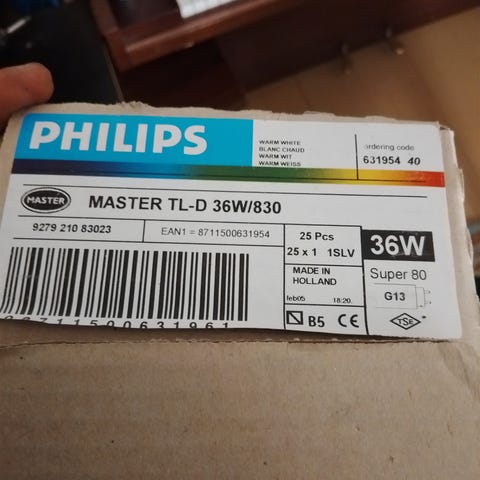 PHILIPS
WARM WHITE
BLANC CHAUD
WARM WIT
WARM WEISS
ordering code
631954 40
MASTER
MASTER TL-D 36W/830
9279 210 83023
EAN1 = 8711500631954
25 Pcs
25 x 1 1SLV
36W
MADE IN
HOLLAND
Super 80
feb05 18:20.
G13
B5 CE
TSE
8711500631961